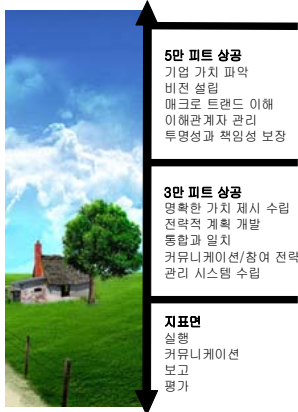 5만 피트 상공
기업 가치 파악
비전 설립
매크로 트랜드 이해
이해관계자 관리
투명성과 책임성 보장
3만 피트 상공
명확한 가치 제시 수립
전략적 계획 개발
통합과 일치
커뮤니케이션/참여 전략
관리 시스템 수립
지표면
실행
커뮤니케이션
보고
평가